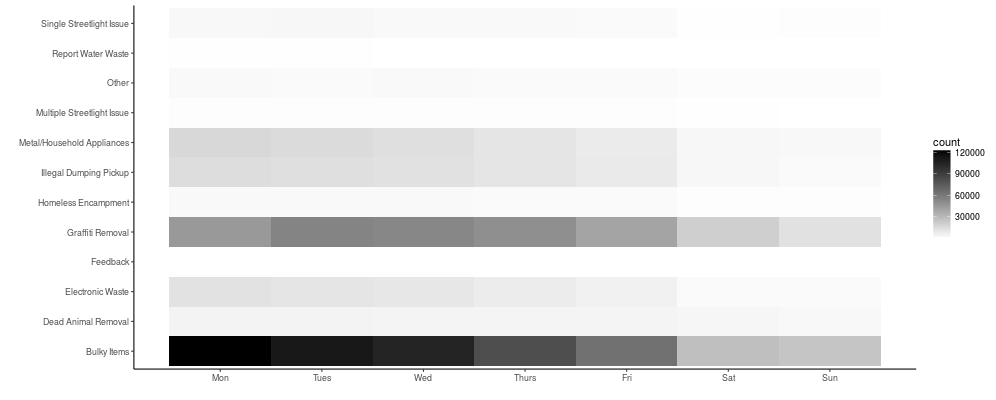 Single Streetlight Issue
Report Water Waste
Other
Multiple Streetlight Issue
Metal/Household Appliances
Illegal Dumping Pickup
Homeless Encampment
Graffiti Removal
Feedback
Electronic Waste
Dead Animal Removal
Bulky Items
Mon Tues Wed Thurs Fri Sat Sun
count
120000
90000
60000
30000